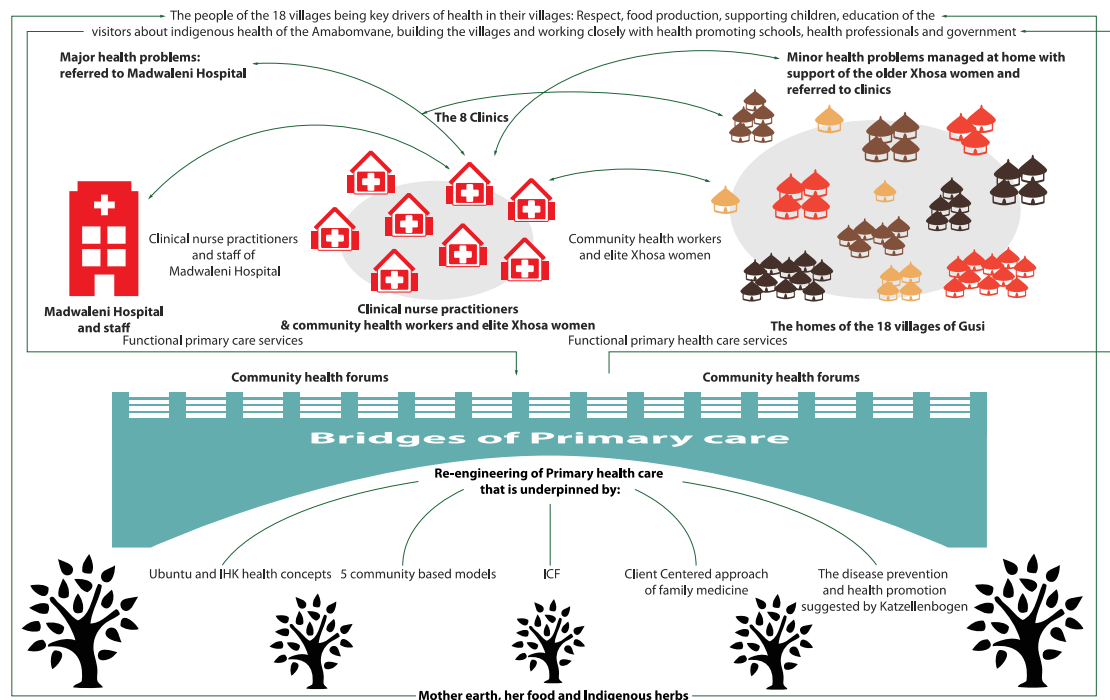 The people of the 18 villages being key drivers of health in their villages: Respect, food production, supporting children, education of the
visitors about indigenous health of the Amabomvane, building the villages and working closely with health promoting schools, health professionals and government
Major health problems:
referred to Madwaleni Hospital
Minor health problems managed at home with
support of the older Xhosa women and
referred to clinics
The 8 Clinics
Clinical nurse practitioners
and staff of
Madwaleni Hospital
Community health workers
and elite Xhosa women
Madwaleni Hospital
and staff
Clinical nurse practitioners
& community health workers and elite Xhosa women
The homes of the 18 villages of Gusi
Functional primary care services
Functional primary health care services
Community health forums
Community health forums
Bridges of Primary care
Re-engineering of Primary health care
that is underpinned by:
Ubuntu and IHK health concepts
5 community based models
ICF
Client Centered approach
of family medicine
The disease prevention
and health promotion
suggested by Katzellenbogen
Mother earth, her food and Indigenous herbs